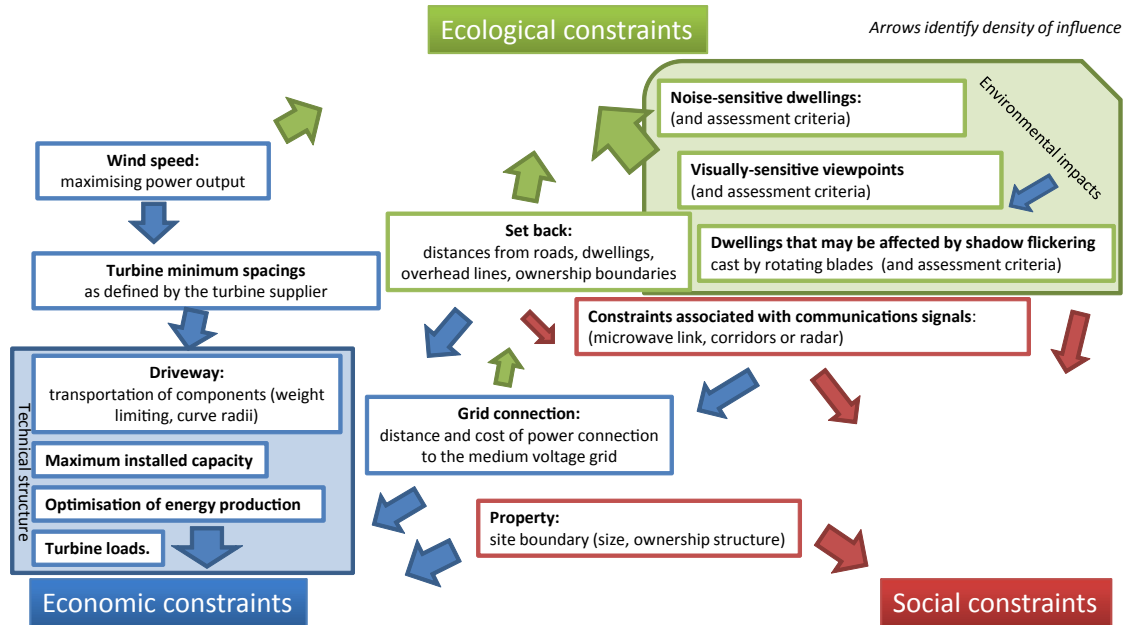 Ecological constraints
Arrows identify density of influence
Noise-sensitive dwellings:
(and assessment criteria)
Environmental impacts
Wind speed:
maximising power output
Visually-sensitive viewpoints
(and assessment criteria)
Set back:
distances from roads, dwellings,
overhead lines, ownership boundaries
Dwellings that may be affected by shadow flickering
cast by rotating blades (and assessment criteria)
Turbine minimum spacings
as defined by the turbine supplier
Constraints associated with communications signals:
(microwave link, corridors or radar)
Technical structure
Driveway:
transportation of components (weight
limiting, curve radii)
Maximum installed capacity
Optimisation of energy production
Turbine loads.
Grid connection:
distance and cost of power connection
to the medium voltage grid
Property:
site boundary (size, ownership structure)
Economic constraints
Social constraints